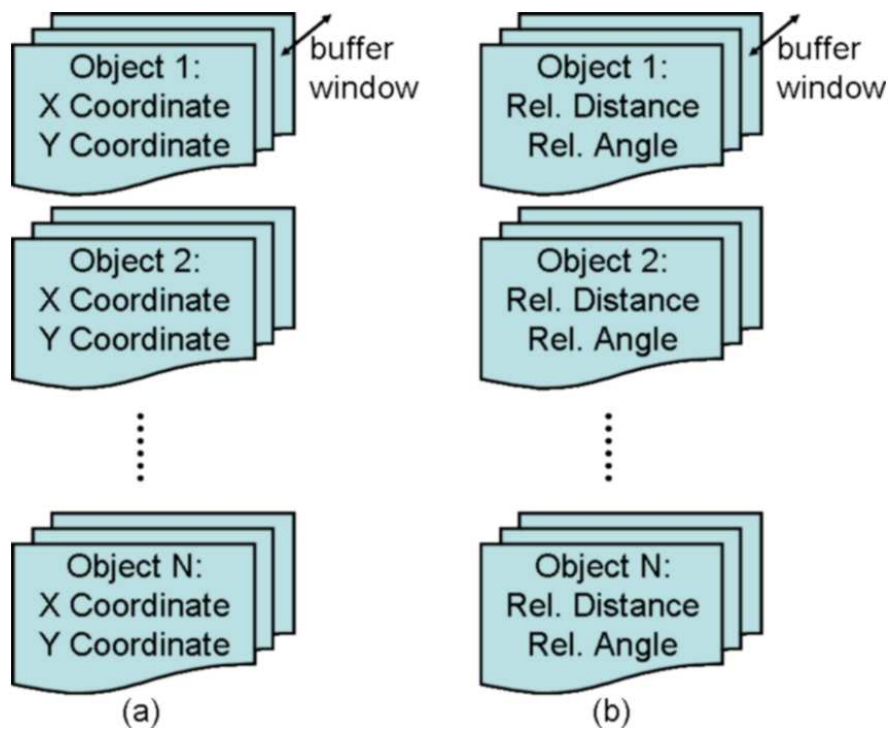 Object 1:
X Coordinate
Y Coordinate
buffer
window
Object 2:
X Coordinate
Y Coordinate
Object N:
X Coordinate
Y Coordinate
(a)
Object 1:
Rel. Distance
Rel. Angle
buffer
window
Object 2:
Rel. Distance
Rel. Angle
Object N:
Rel. Distance
Rel. Angle
(b)